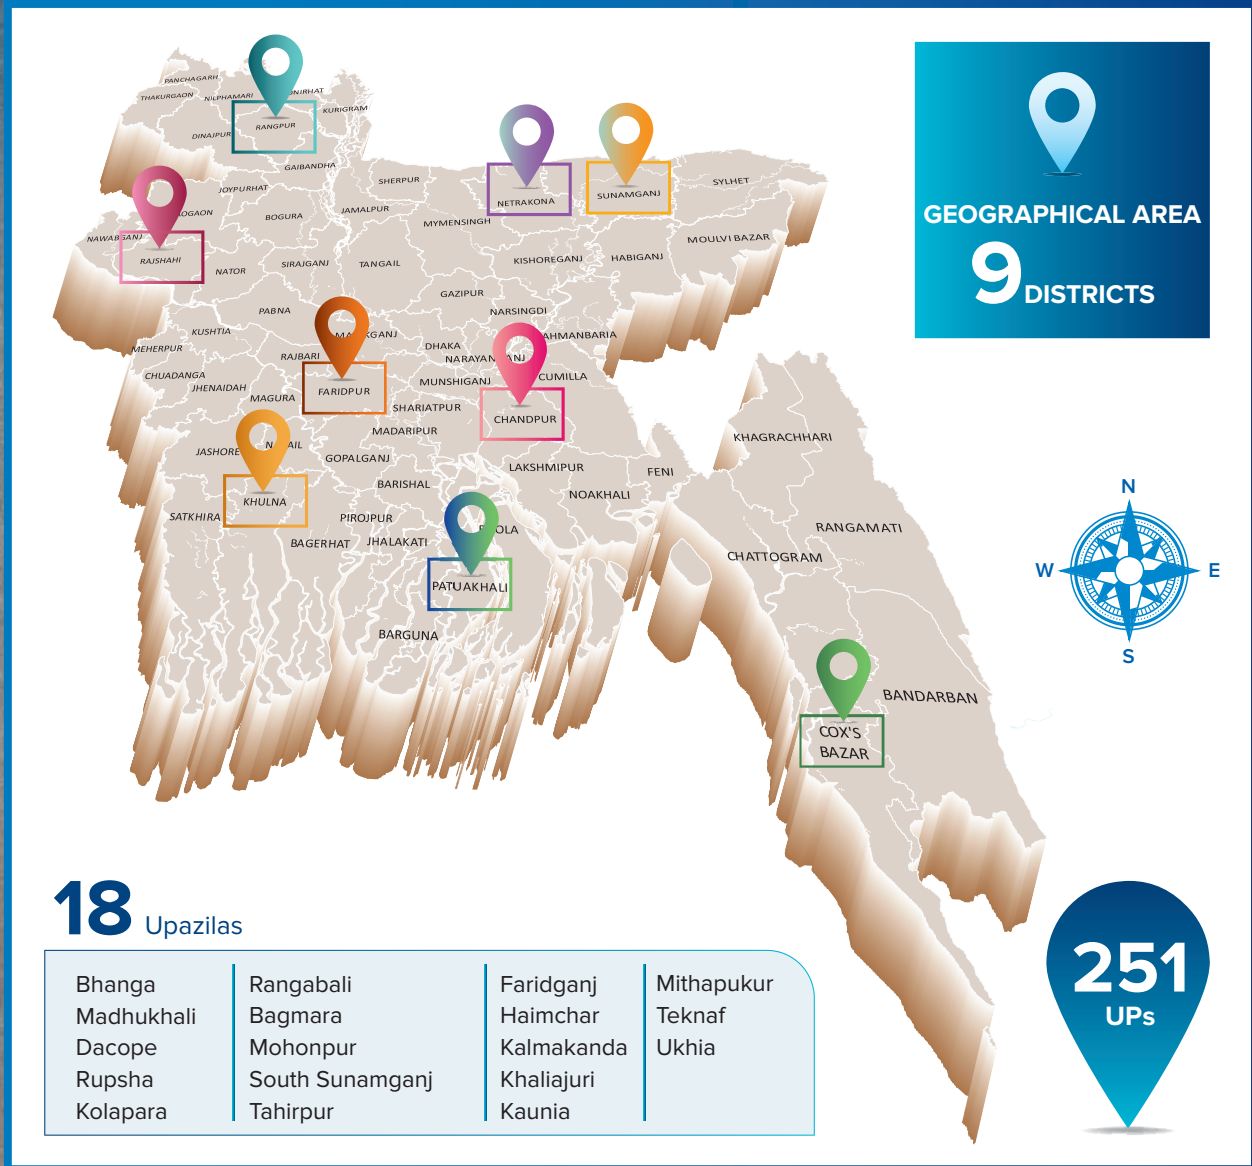 PANCHAGARH
THAKURGAON
NILPHAMARI
KURIGRAM
DINAJPUR
RANGPUR
GAIBANDHA
JOYPURHAT
SHERPUR
NETRAKONA
SUNAMGANJ
SYLHET
BOGURA
JAMALPUR
MYMENSINGH
NAWABGANJ
RAJSHAHI
NATOR
SIRAJGANJ
TANGAIL
KISHOREGANJ
HABIGANJ
MOULVI BAZAR
PABNA
GAZIPUR
NARSINGDI
KUSHTIA
MEHERPUR
RAJBARI
DHAKA
CHUADANGA
JHENAIDAH
MAGURA
FARIDPUR
MUNSHIGANJ
CUMILLA
SHARIATPUR
CHANDPUR
MADARIPUR
JASHORE
GOPALGANJ
LAKSHMIPUR
FENI
KHAGRACHHARI
BARISHAL
NOAKHALI
KHULNA
SATKHIRA
PIROJPUR
BAGERHAT
JHALAKATI
RANGAMATI
CHATTOGRAM
PATUAKHALI
BARGUNA
BANDARBAN
COX'S
BAZAR
GEOGRAPHICAL AREA
9 DISTRICTS
N
W
E
S
18 Upazilas
Bhanga
Madhukhali
Dacope
Rupsha
Kolapara
Rangabali
Bagmara
Mohonpur
South Sunamganj
Tahirpur
Faridganj
Haimchar
Kalmakanda
Khaliajuri
Kaunia
Mithapukur
Teknaf
Ukhia
251
UPs